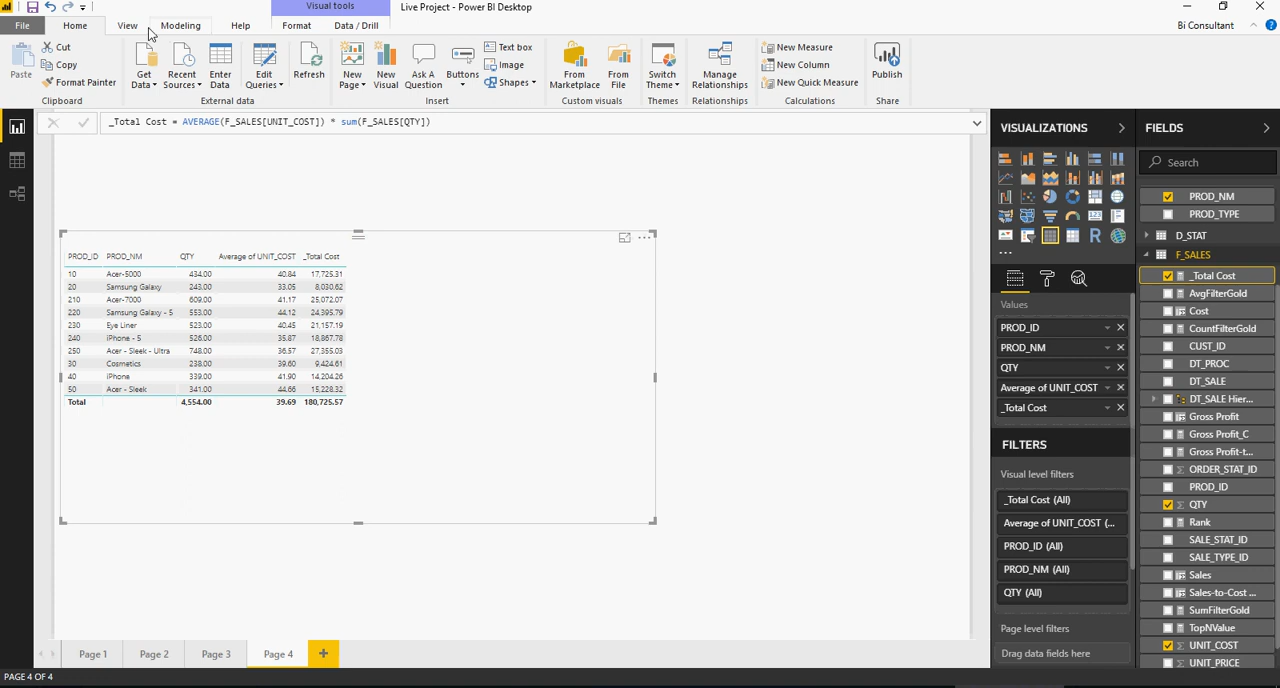 Visual tools
Live Project - Power BI Desktop
File
Home
View
Modeling
Help
Format
Data / Drill
Bi Consultant
Paste
Cut
Copy
Format Painter
Clipboard
Get Data
Recent Sources
Enter Data
Edit Queries
Refresh
External data
New Page
New Visual
Ask A Question
Buttons
Text box
Image
Shapes
Insert
From Marketplace
From File
Custom visuals
Switch Theme
Themes
Manage Relationships
Relationships
New Measure
New Column
New Quick Measure
Calculations
Publish
Share
_Total Cost = AVERAGE(F_SALES[UNIT_COST]) * sum(F_SALES[QTY])
PROD_ID PROD_NM QTY Average of UNIT_COST _Total Cost
10 Acer-5000 434.00 40.84 17,725.31
20 Samsung Galaxy 243.00 33.05 8,030.62
210 Acer-7000 609.00 41.17 25,072.07
220 Samsung Galaxy - 5 553.00 44.12 24,395.79
230 Eye Liner 523.00 40.45 21,157.19
240 iPhone - 5 526.00 35.87 18,867.78
250 Acer - Sleek - Ultra 748.00 36.57 27,355.03
30 Cosmetics 238.00 39.60 9,424.61
40 iPhone 339.00 41.90 14,204.26
50 Acer - Sleek 341.00 44.66 15,228.32
Total 4,554.00 39.69 180,725.57
VISUALIZATIONS
Values
PROD_ID
PROD_NM
QTY
Average of UNIT_COST
_Total Cost
FILTERS
Visual level filters
_Total Cost (All)
Average of UNIT_COST (...
PROD_ID (All)
PROD_NM (All)
QTY (All)
Page level filters
Drag data fields here
FIELDS
Search
PROD_NM
PROD_TYPE
D_STAT
F_SALES
_Total Cost
AvgFilterGold
Cost
CountFilterGold
CUST_ID
DT_PROC
DT_SALE
DT_SALE Hier...
Gross Profit
Gross Profit_C
Gross Profit-t...
ORDER_STAT_ID
PROD_ID
QTY
Rank
SALE_STAT_ID
SALE_TYPE_ID
Sales
Sales-to-Cost ...
SumFilterGold
TopNValue
UNIT_COST
UNIT_PRICE
Page 1
Page 2
Page 3
Page 4
PAGE 4 OF 4